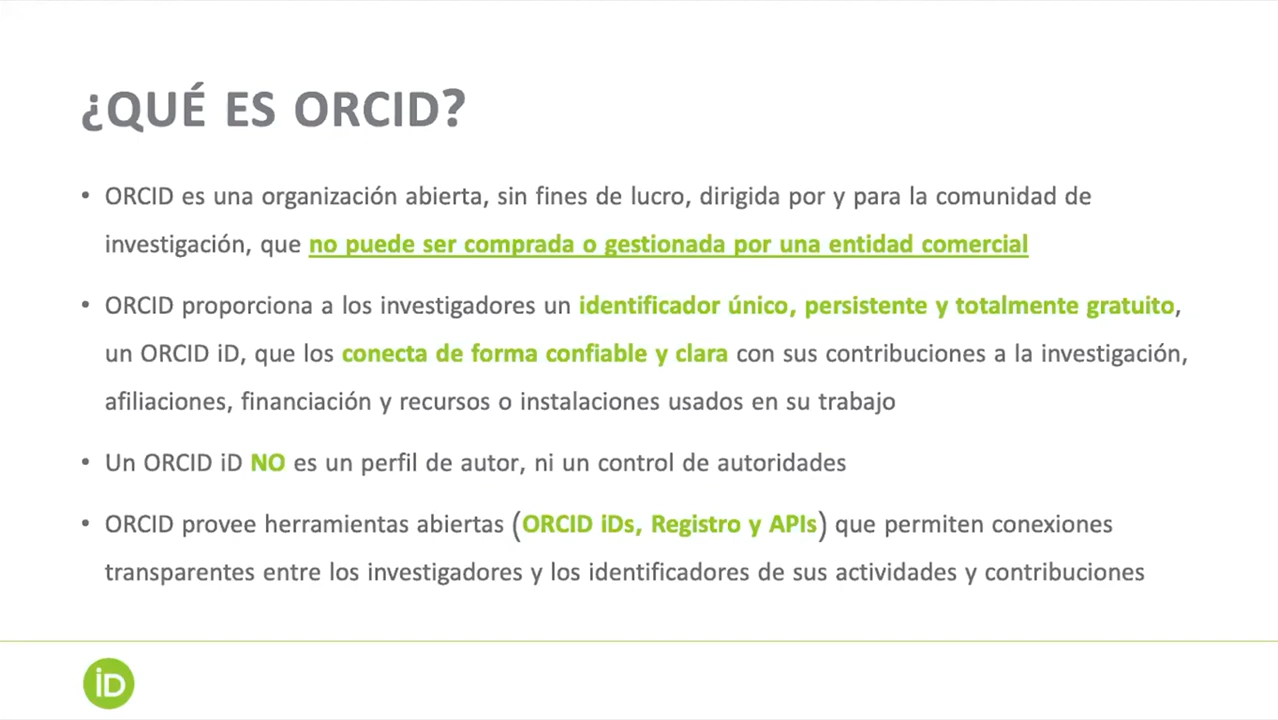 ¿QUÉ ES ORCID?
• ORCID es una organización abierta, sin fines de lucro, dirigida por y para la comunidad de
investigación, que no puede ser comprada o gestionada por una entidad comercial
• ORCID proporciona a los investigadores un identificador único, persistente y totalmente gratuito,
un ORCID iD, que los conecta de forma confiable y clara con sus contribuciones a la investigación,
afiliaciones, financiación y recursos o instalaciones usados en su trabajo
• Un ORCID iD NO es un perfil de autor, ni un control de autoridades
• ORCID provee herramientas abiertas (ORCID iDs, Registro y APIs) que permiten conexiones
transparentes entre los investigadores y los identificadores de sus actividades y contribuciones
iD